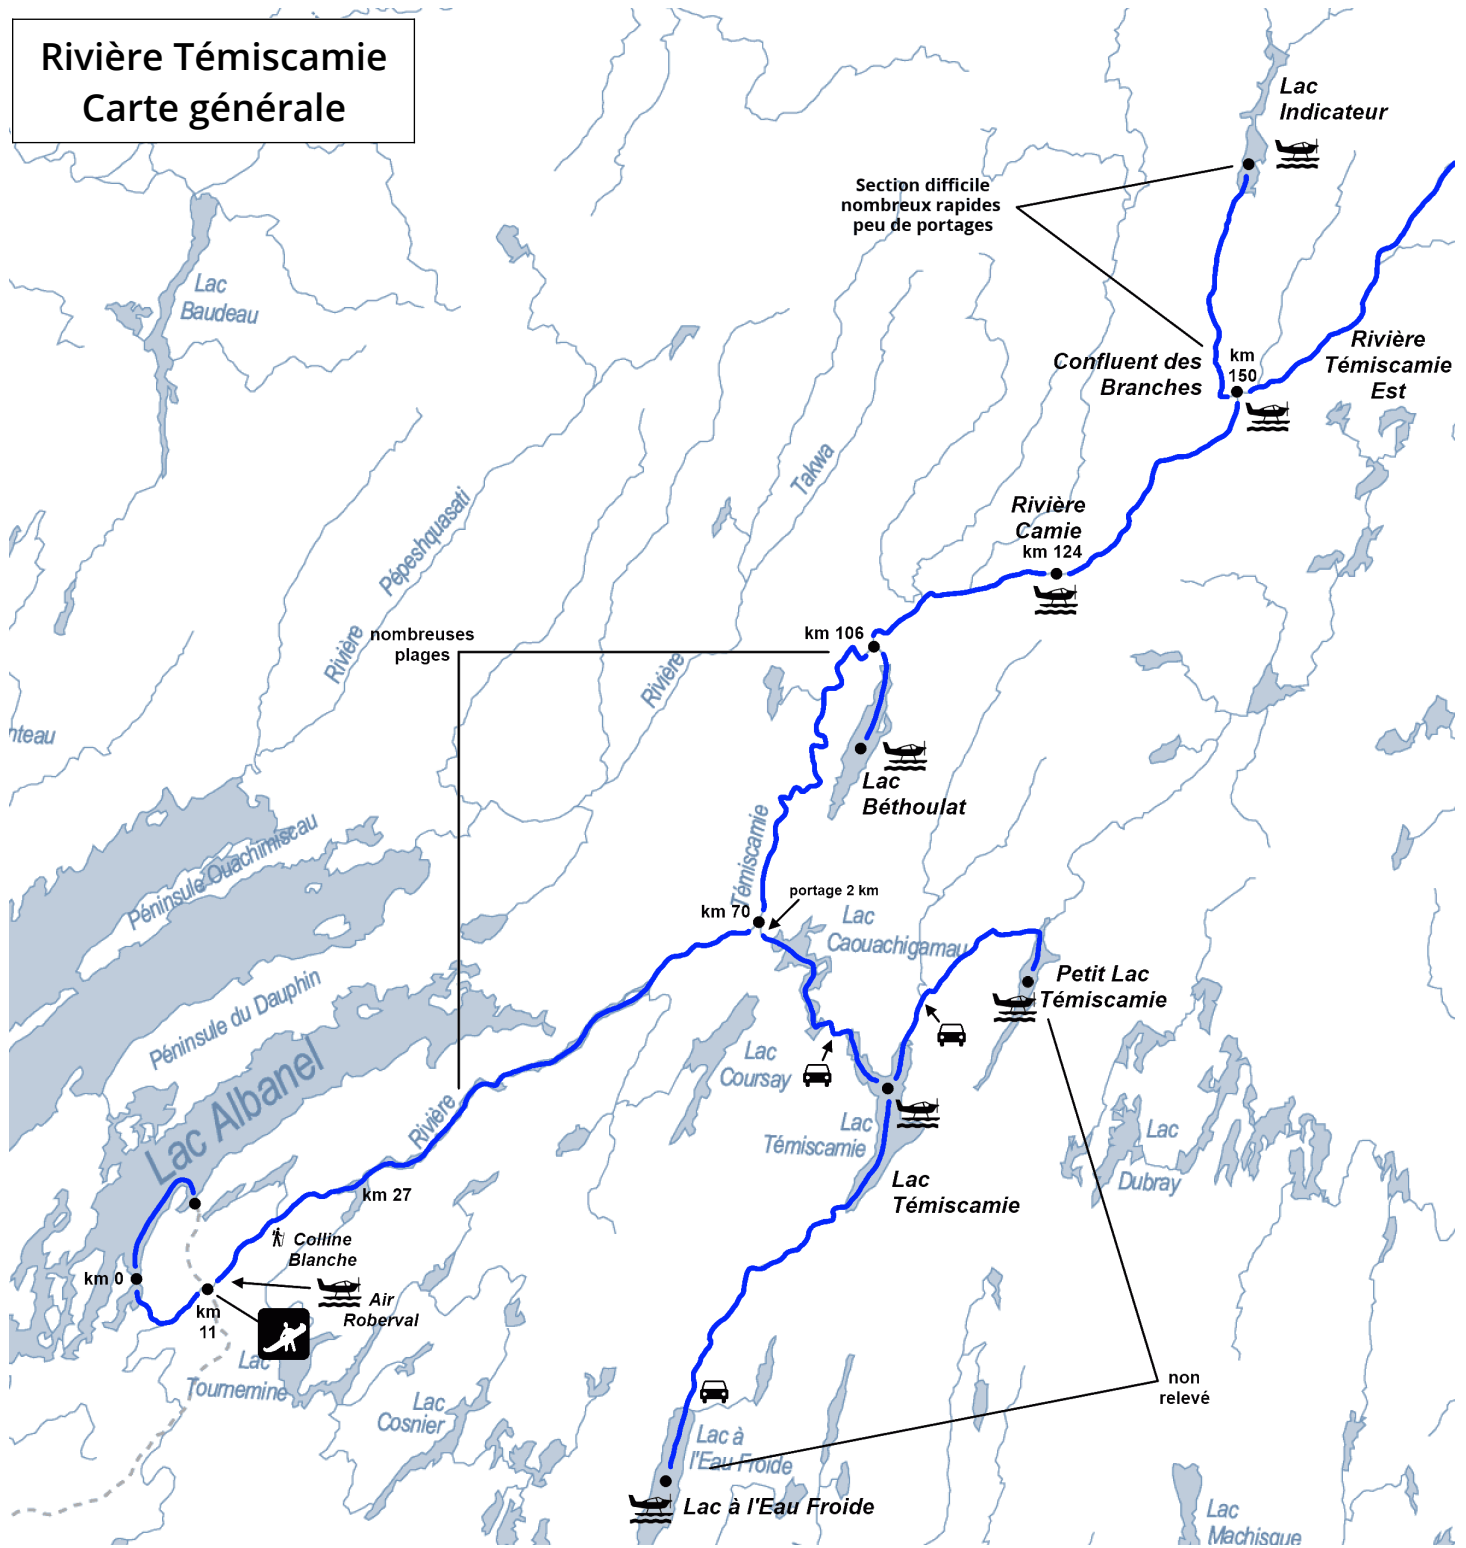 Rivière Témiscamie
Carte générale
Lac
Indicateur
Section difficile
nombreux rapides
peu de portages
Lac
Baudeau
Confluent des
Branches
km
150
Rivière
Témiscamie
Est
Takwa
Rivière
Camie
km 124
Pépeshquasati
Rivière
nombreuses
plages
km 106
Rivière
nteau
Lac
Béthoulat
Témiscamie
Péninsule Ouachimiscau
portage 2 km
km 70
Lac
Caouachigamau
Petit Lac
Témiscamie
Péninsule du Dauphin
Lac Albanel
Lac
Coursay
Rivière
Lac
Témiscamie
Lac
Dubray
Lac
Témiscamie
km 27
Colline
Blanche
km 0
Air
Roberval
km
11
Lac
Tournemine
Lac
Cosnier
non
relevé
Lac à
l'Eau Froide
Lac à l'Eau Froide
Lac
Machisque